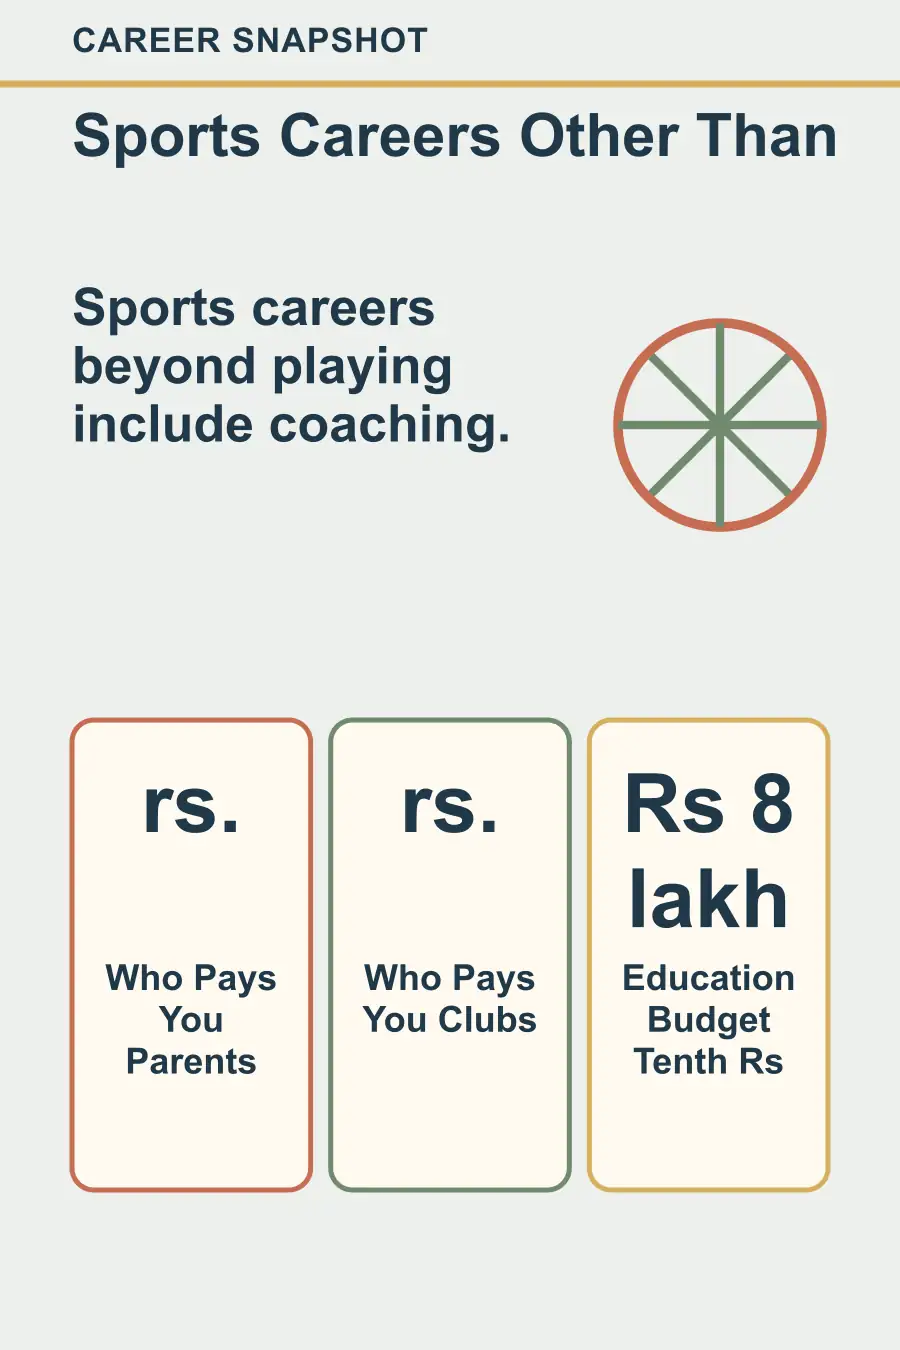 CAREER SNAPSHOT
Sports Careers Other Than
Sports careers
beyond playing
include coaching.
rs.
Who Pays
You
Parents
rs.
Who Pays
You Clubs
Rs 8
lakh
Education
Budget
Tenth Rs